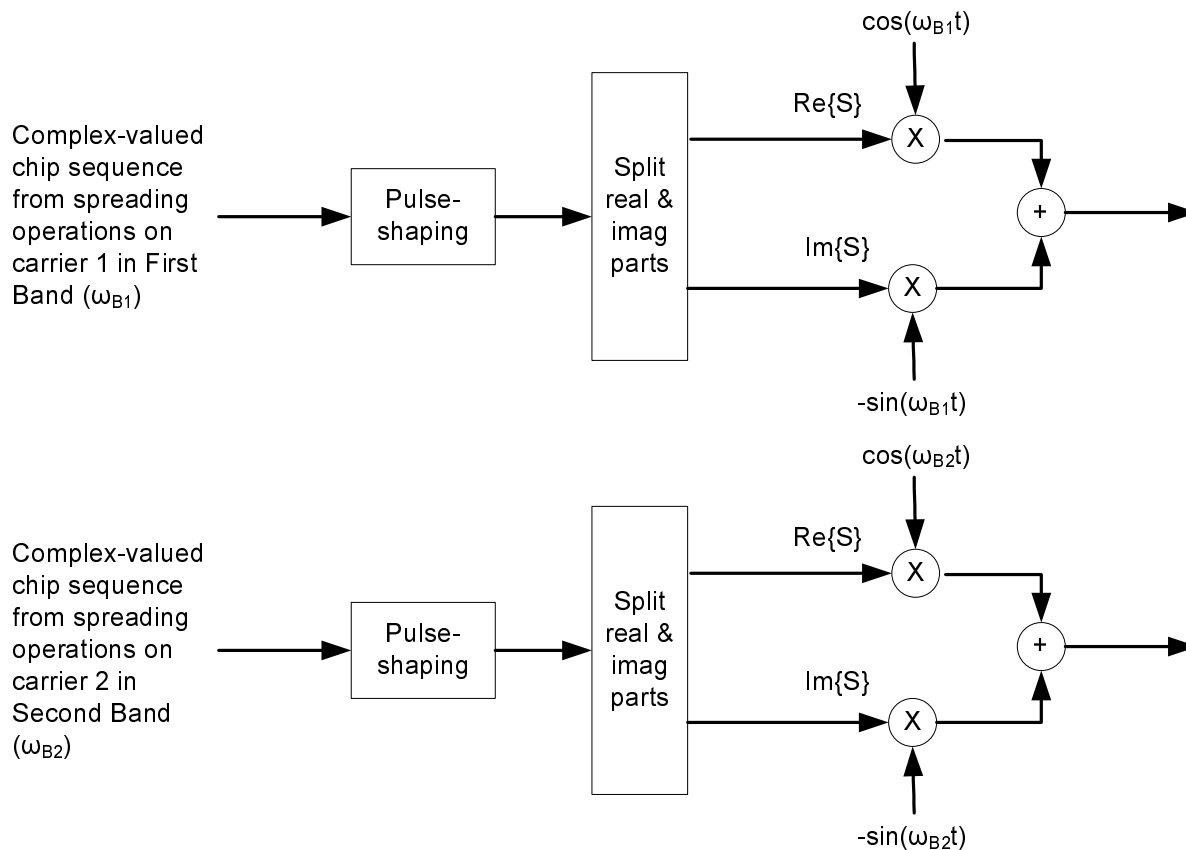 cos(ωB1t)
Complex-valued
chip sequence
from spreading
operations on
carrier 1 in First
Band (ωB1)
Pulse-
shaping
Split
real &
imag
parts
Re{S}
X
+
Im{S}
X
-sin(ωB1t)
cos(ωB2t)
Complex-valued
chip sequence
from spreading
operations on
carrier 2 in
Second Band
(ωB2)
Pulse-
shaping
Split
real &
imag
parts
Re{S}
X
+
Im{S}
X
-sin(ωB2t)